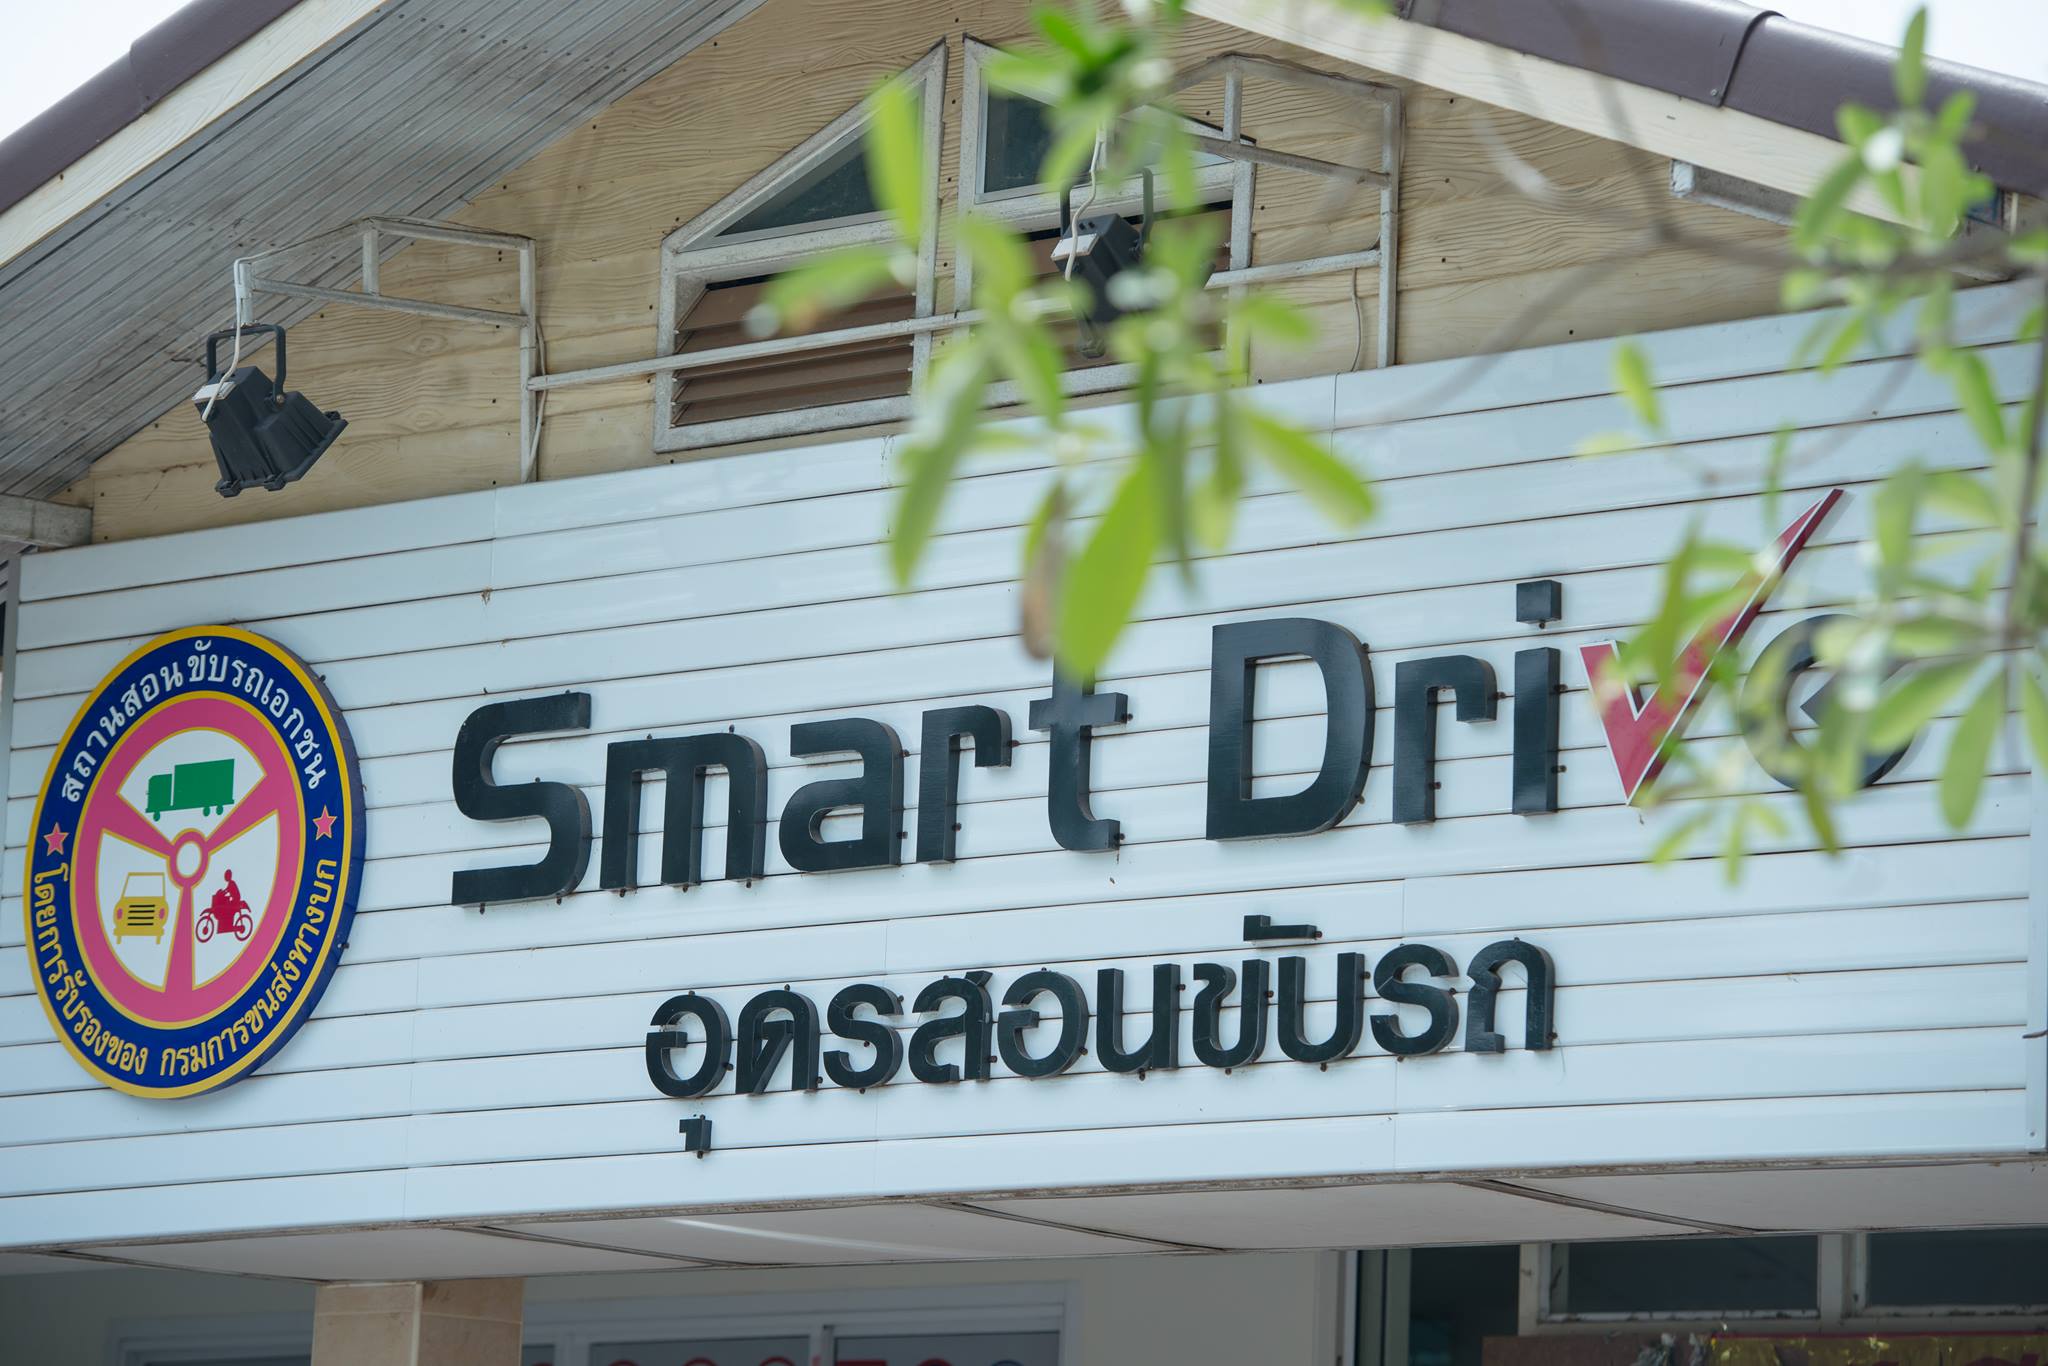 สถานสอนขับรถเอกชน
โดยการรับรองของ กรมการขนส่งทางบก
Smart Drive
อุดรสอนขับรถ